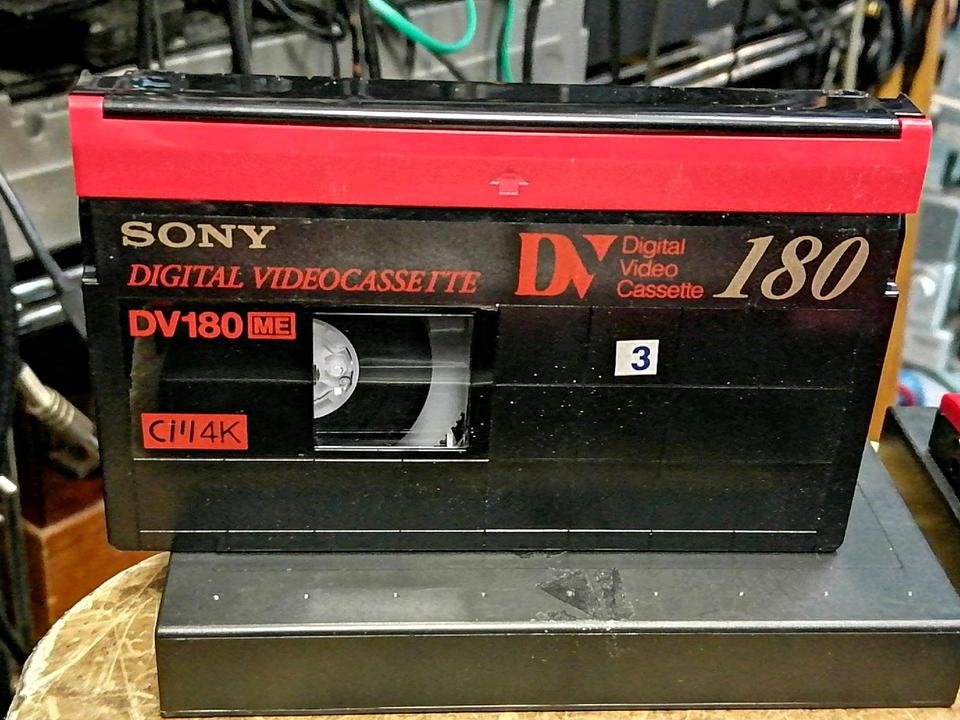 SONY
DIGITAL VIDEOCASSETTE
DV Digital Video Cassette 180
DV180 ME
3
4K